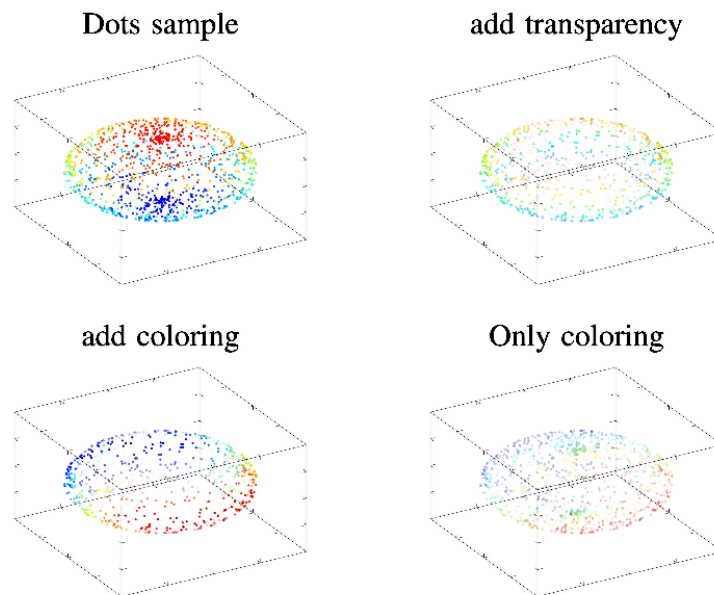 Dots sample
add transparency
add coloring
Only coloring